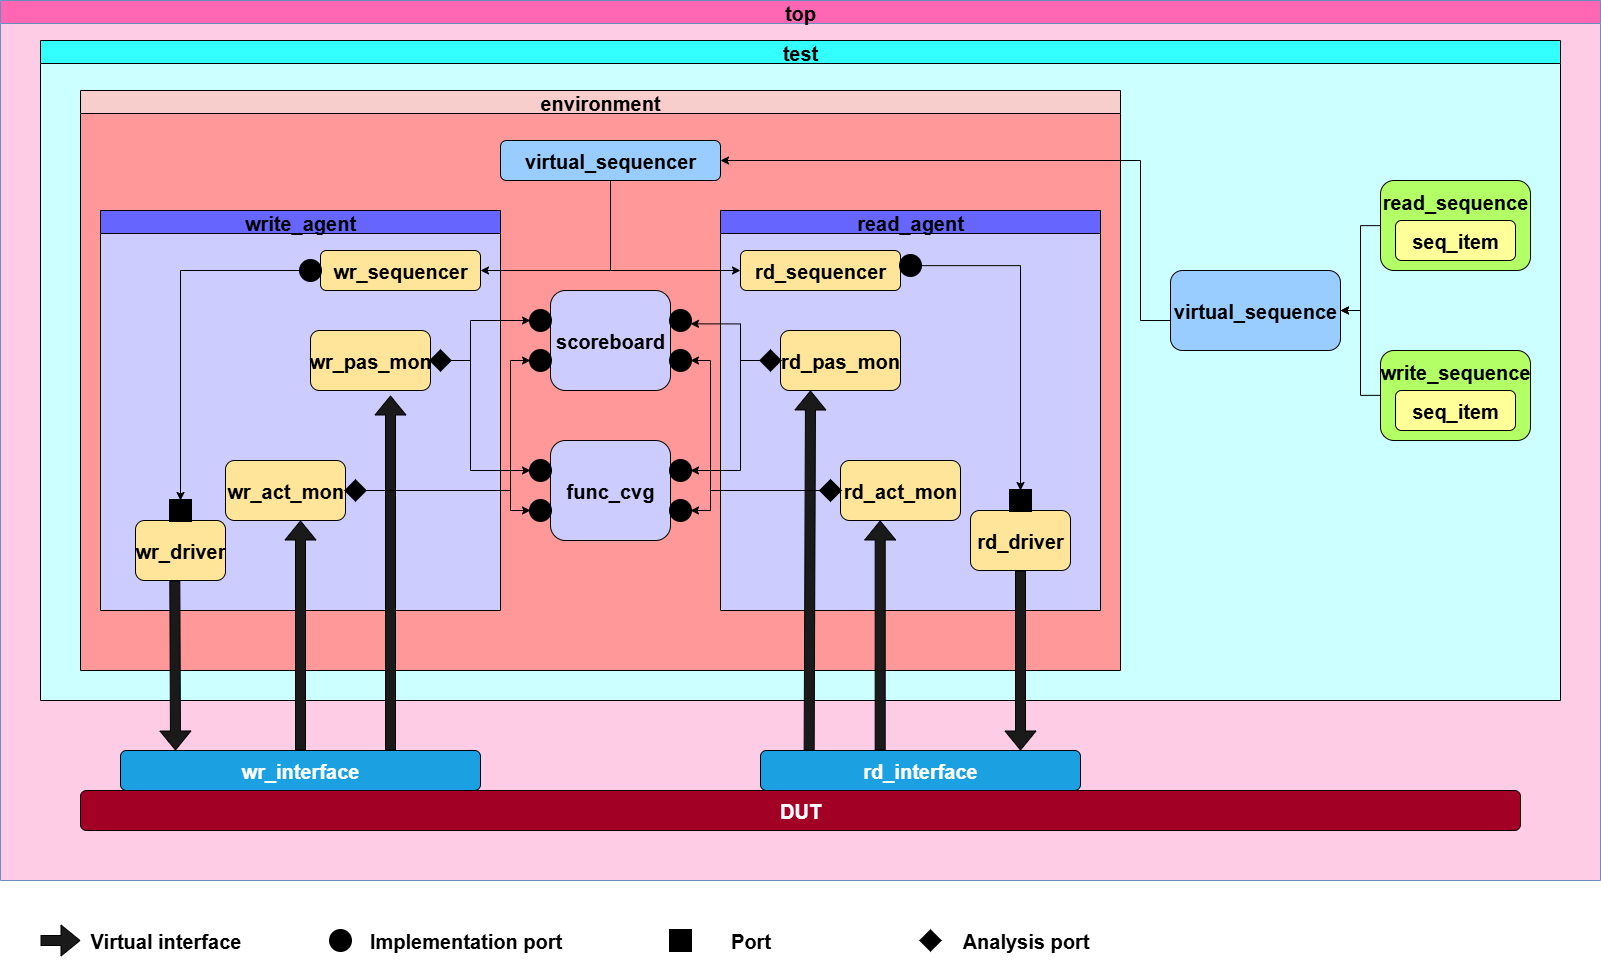 top
test
environment
virtual_sequencer
write_agent
read_agent
wr_sequencer
rd_sequencer
read_sequence
seq_item
scoreboard
virtual_sequence
wr_pas_mon
rd_pas_mon
write_sequence
seq_item
wr_act_mon
func_cvg
rd_act_mon
wr_driver
rd_driver
wr_interface
rd_interface
DUT
Virtual interface
Implementation port
Port
Analysis port